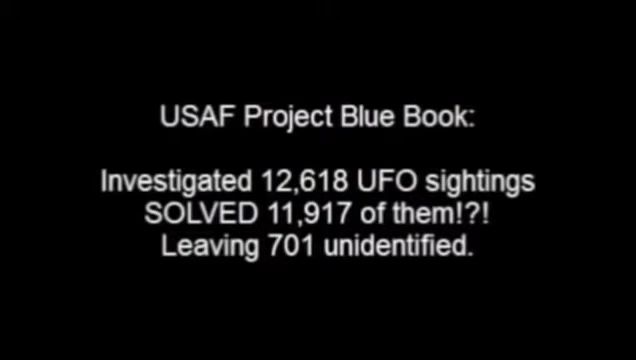 USAF Project Blue Book:
Investigated 12,618 UFO sightings
SOLVED 11,917 of them!?!
Leaving 701 unidentified.